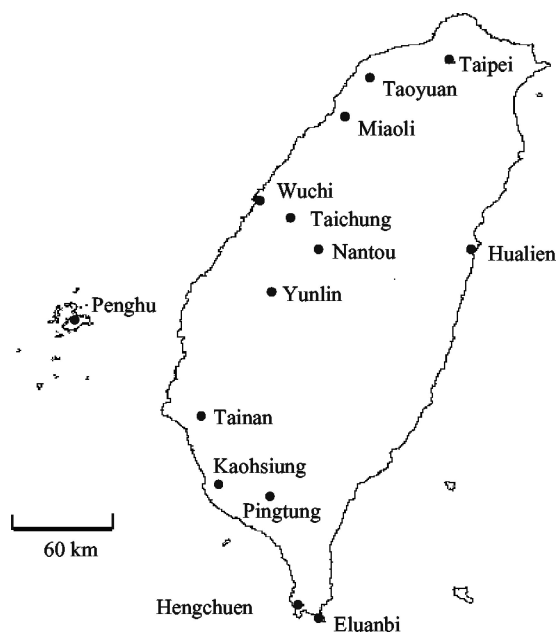 Taipei
Taoyuan
Miaoli
Wuchi
Taichung
Nantou
Hualien
Yunlin
Penghu
Tainan
Kaohsiung
Pingtung
60 km
Hengchuen
Eluanbi